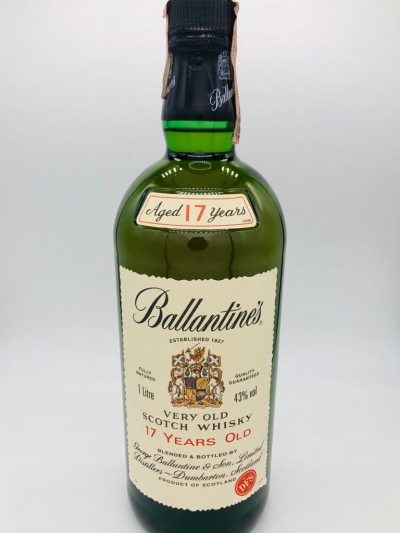 Ballantine's
Aged 17 Years
Ballantine's
ESTABLISHED 1827
FULLY
MATURED
QUALITY
GUARANTEED
1 Litre
43% vol
VERY OLD
SCOTCH WHISKY
17 YEARS OLD
BLENDED & BOTTLED BY
George Ballantine & Son, Limited
Distillers – Dumbarton, Scotland
PRODUCT OF SCOTLAND